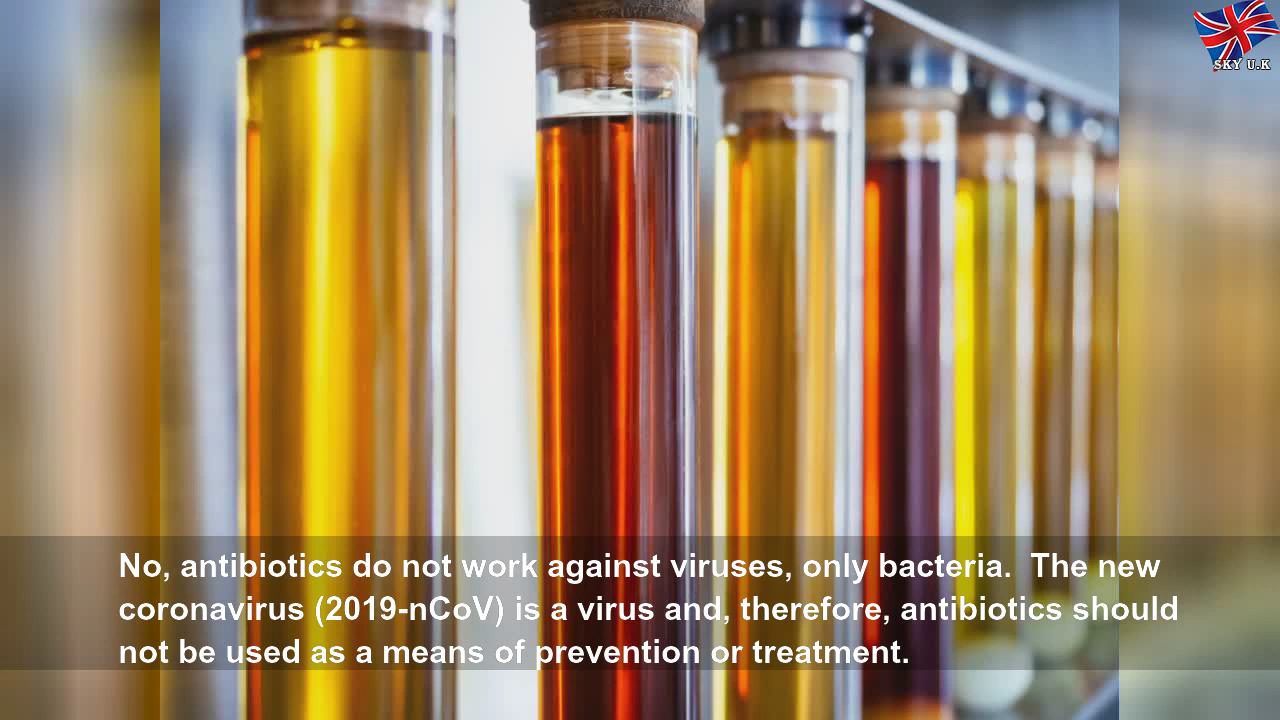 SKY U.K
No, antibiotics do not work against viruses, only bacteria.  The new
coronavirus (2019-nCoV) is a virus and, therefore, antibiotics should
not be used as a means of prevention or treatment.